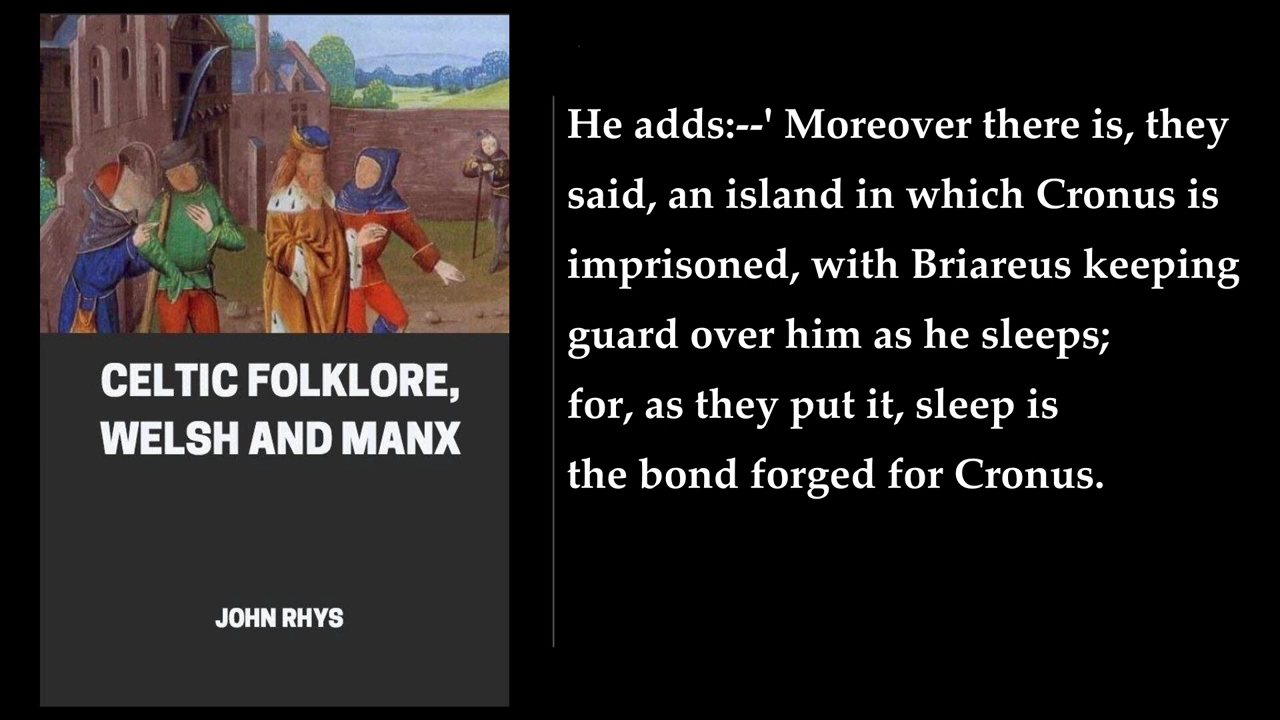 CELTIC FOLKLORE,
WELSH AND MANX
JOHN RHYS
He adds:--' Moreover there is, they
said, an island in which Cronus is
imprisoned, with Briareus keeping
guard over him as he sleeps;
for, as they put it, sleep is
the bond forged for Cronus.